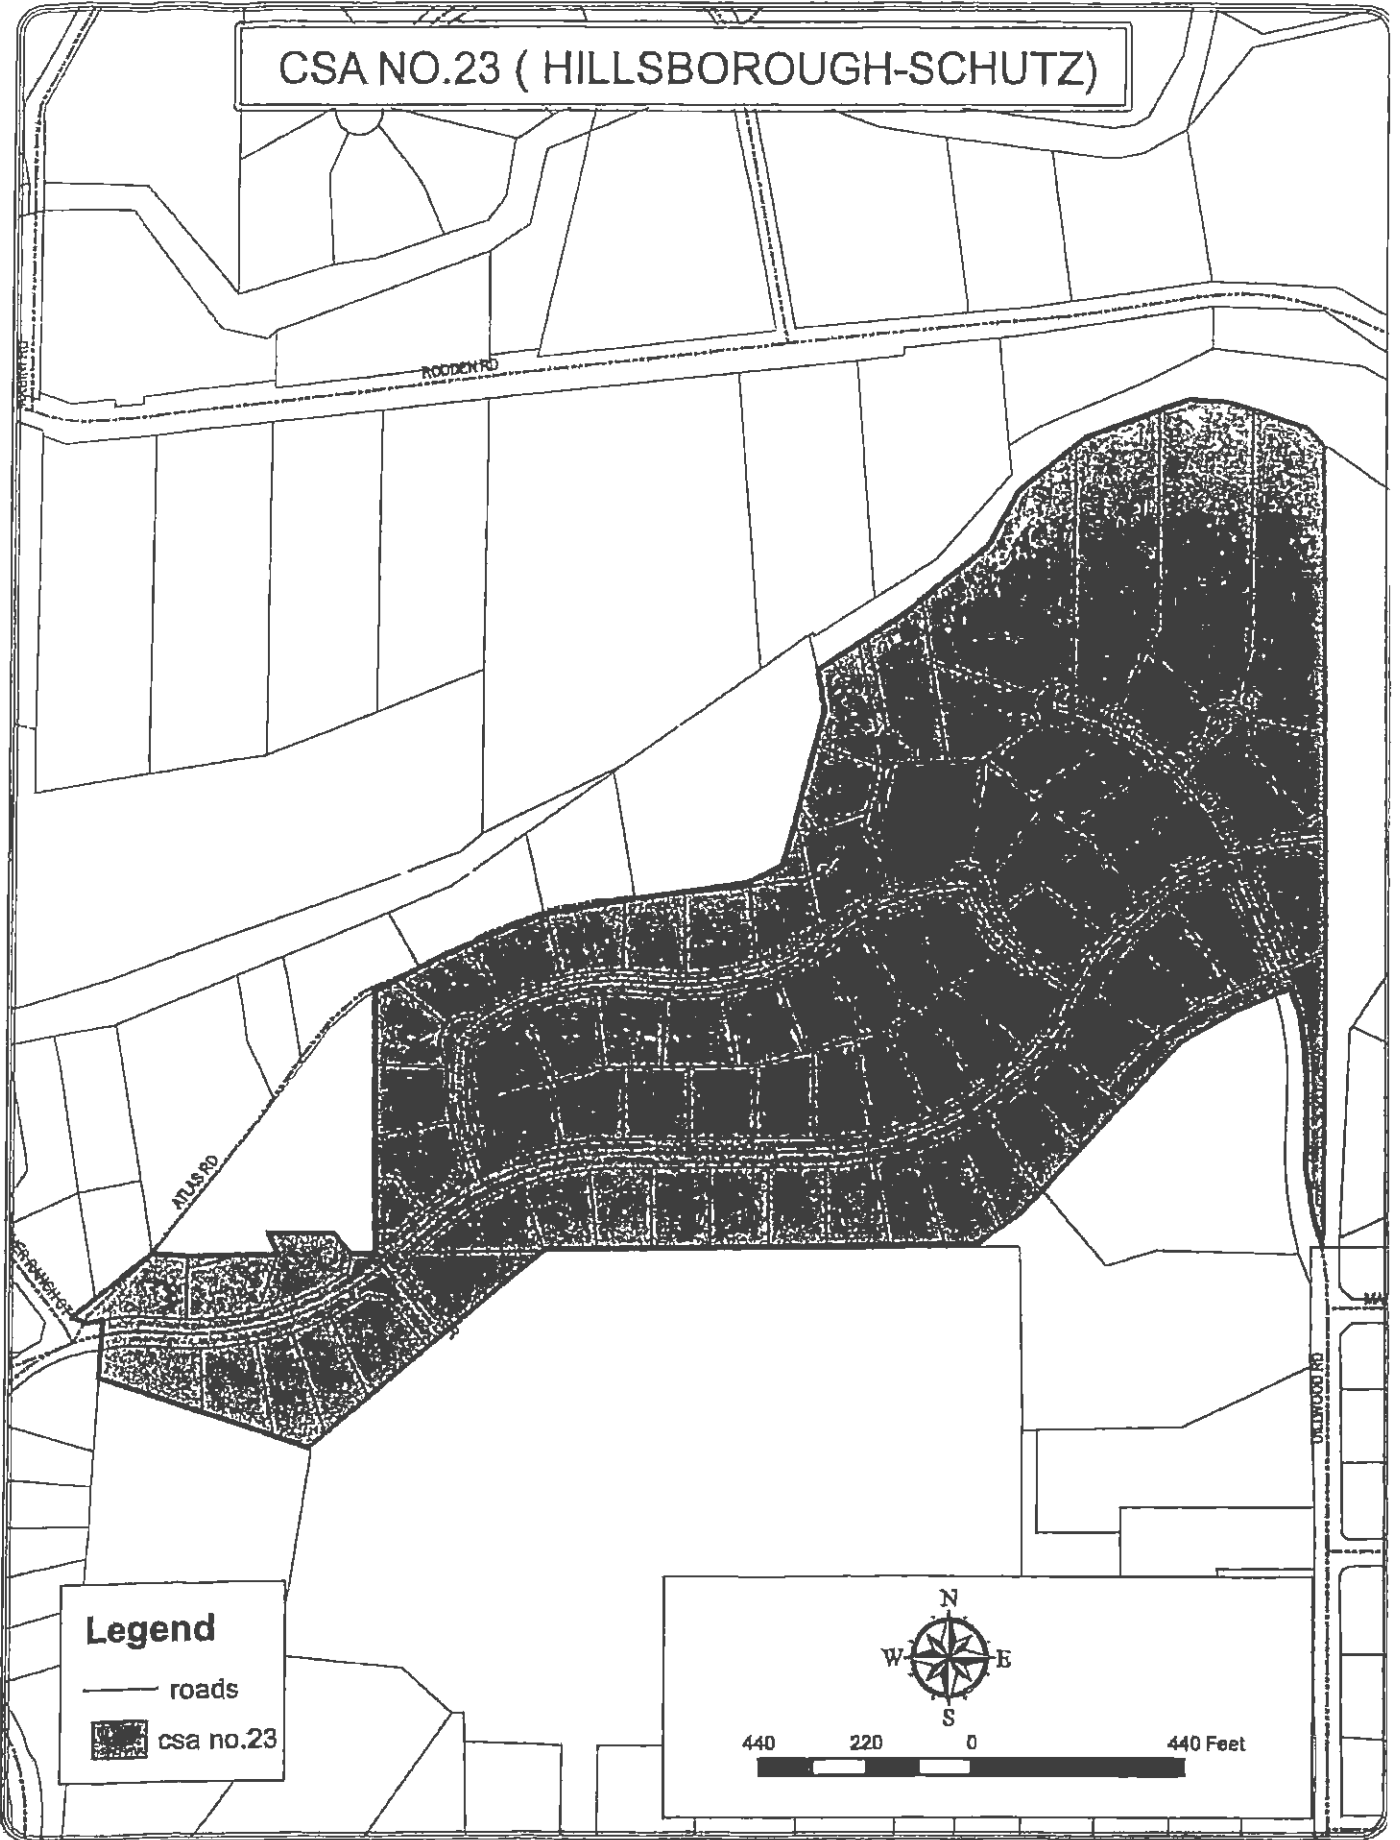 CSA NO.23 ( HILLSBOROUGH-SCHUTZ)
RODDEN RD
ATLAS RD
MA
Legend
roads
csa no.23
N
W E
S
440 220 0 440 Feet